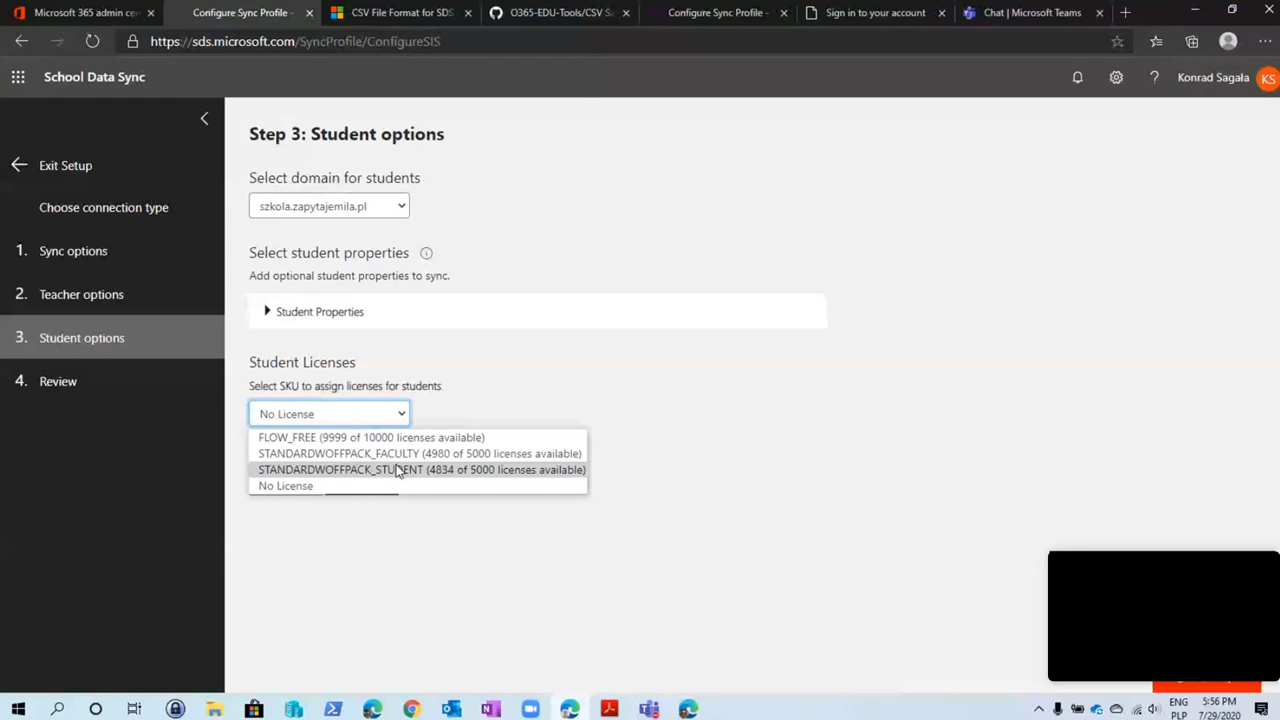 Microsoft 365 admin ce
Configure Sync Profile -
CSV File Format for SDS
O365-EDU-Tools/CSV Sa
Configure Sync Profile -
Sign in to your account
Chat | Microsoft Teams
https://sds.microsoft.com/SyncProfile/ConfigureSIS
School Data Sync
Konrad Sagała
KS
Exit Setup
Choose connection type
1. Sync options
2. Teacher options
3. Student options
4. Review
Step 3: Student options
Select domain for students
szkola.zapytajemila.pl
Select student properties
Add optional student properties to sync.
Student Properties
Student Licenses
Select SKU to assign licenses for students
No License
FLOW_FREE (9999 of 10000 licenses available)
STANDARDWOFFPACK_FACULTY (4980 of 5000 licenses available)
STANDARDWOFFPACK_STUDENT (4834 of 5000 licenses available)
No License
ENG
PLP
5:56 PM
7/29/2020